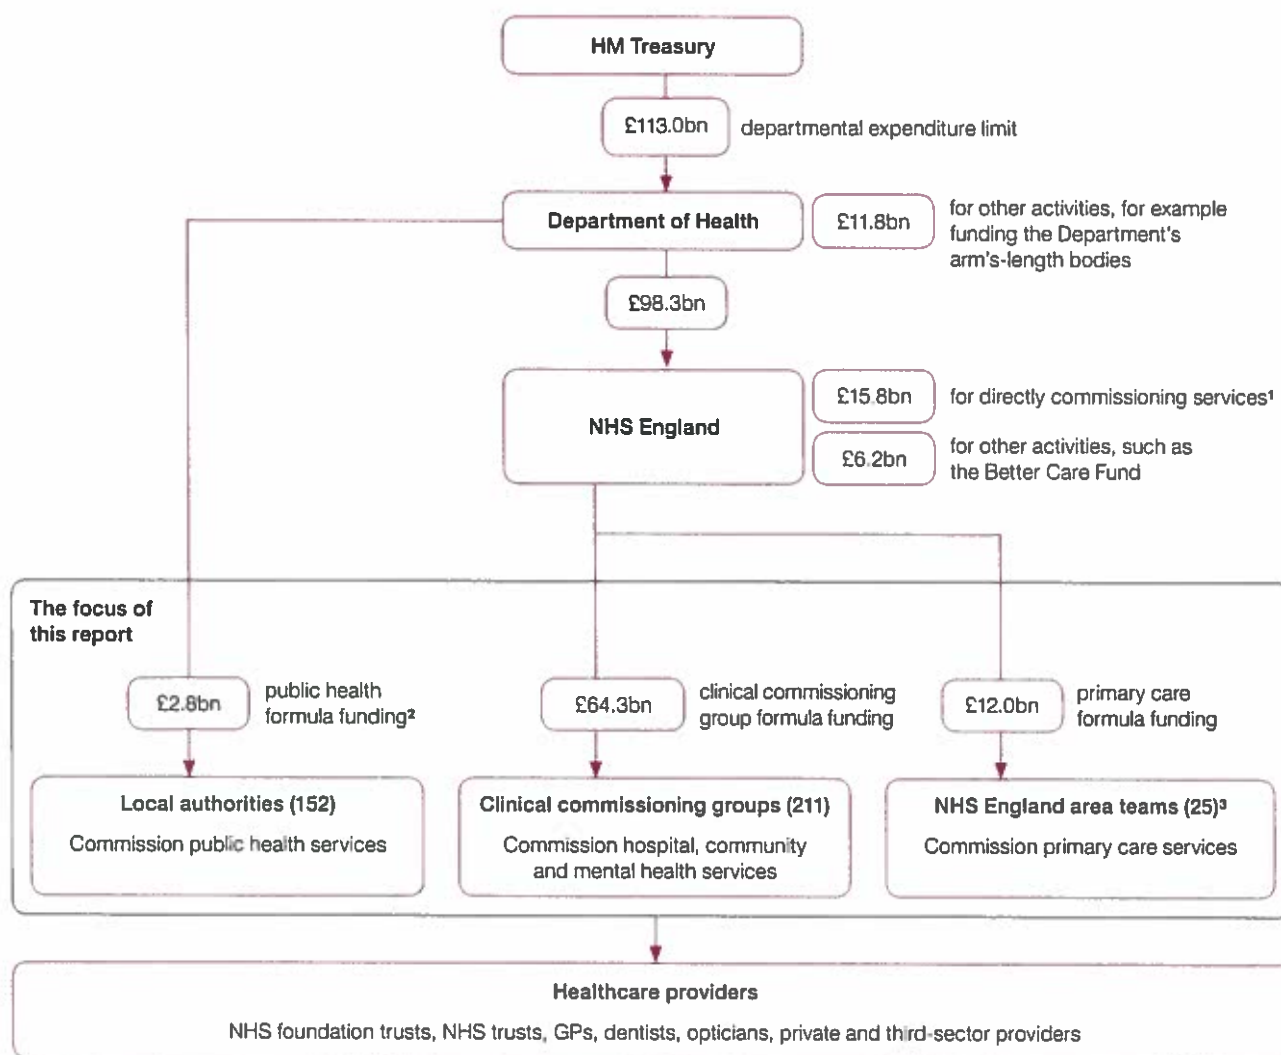 HM Treasury
£113.0bn
departmental expenditure limit
Department of Health
£11.8bn
for other activities, for example
funding the Department's
arm's-length bodies
£98.3bn
NHS England
£15.8bn
for directly commissioning services¹
£6.2bn
for other activities, such as
the Better Care Fund
The focus of
this report
£2.8bn
public health
formula funding²
£64.3bn
clinical commissioning
group formula funding
£12.0bn
primary care
formula funding
Local authorities (152)
Commission public health services
Clinical commissioning groups (211)
Commission hospital, community
and mental health services
NHS England area teams (25)³
Commission primary care services
Healthcare providers
NHS foundation trusts, NHS trusts, GPs, dentists, opticians, private and third-sector providers